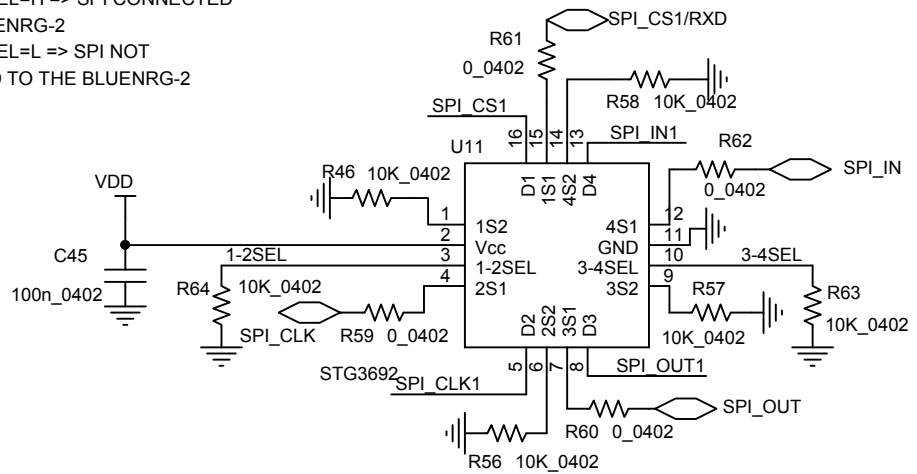 SPI CONNECTED
ENRG-2
EL=L => SPI NOT
TO THE BLUENRG-2
SPI_CS1/RXD
R61
0_0402
R58 10K_0402
SPI_CS1
16
15
14
13
SPI_IN1
U11
R62
0_0402
SPI_IN
R46 10K_0402
VDD
D1
1S1
4S2
D4
1
1S2
4S1
12
2
Vcc
GND
11
C45
100n_0402
1-2SEL
3
1-2SEL
3-4SEL
10
3-4SEL
4
2S1
3S2
9
R64 10K_0402
R57
10K_0402
R63
10K_0402
SPI_CLK
R59 0_0402
D2
2S2
3S1
D3
STG3692
SPI_CLK1
5
6
7
8
SPI_OUT1
SPI_OUT
R60 0_0402
R56 10K_0402